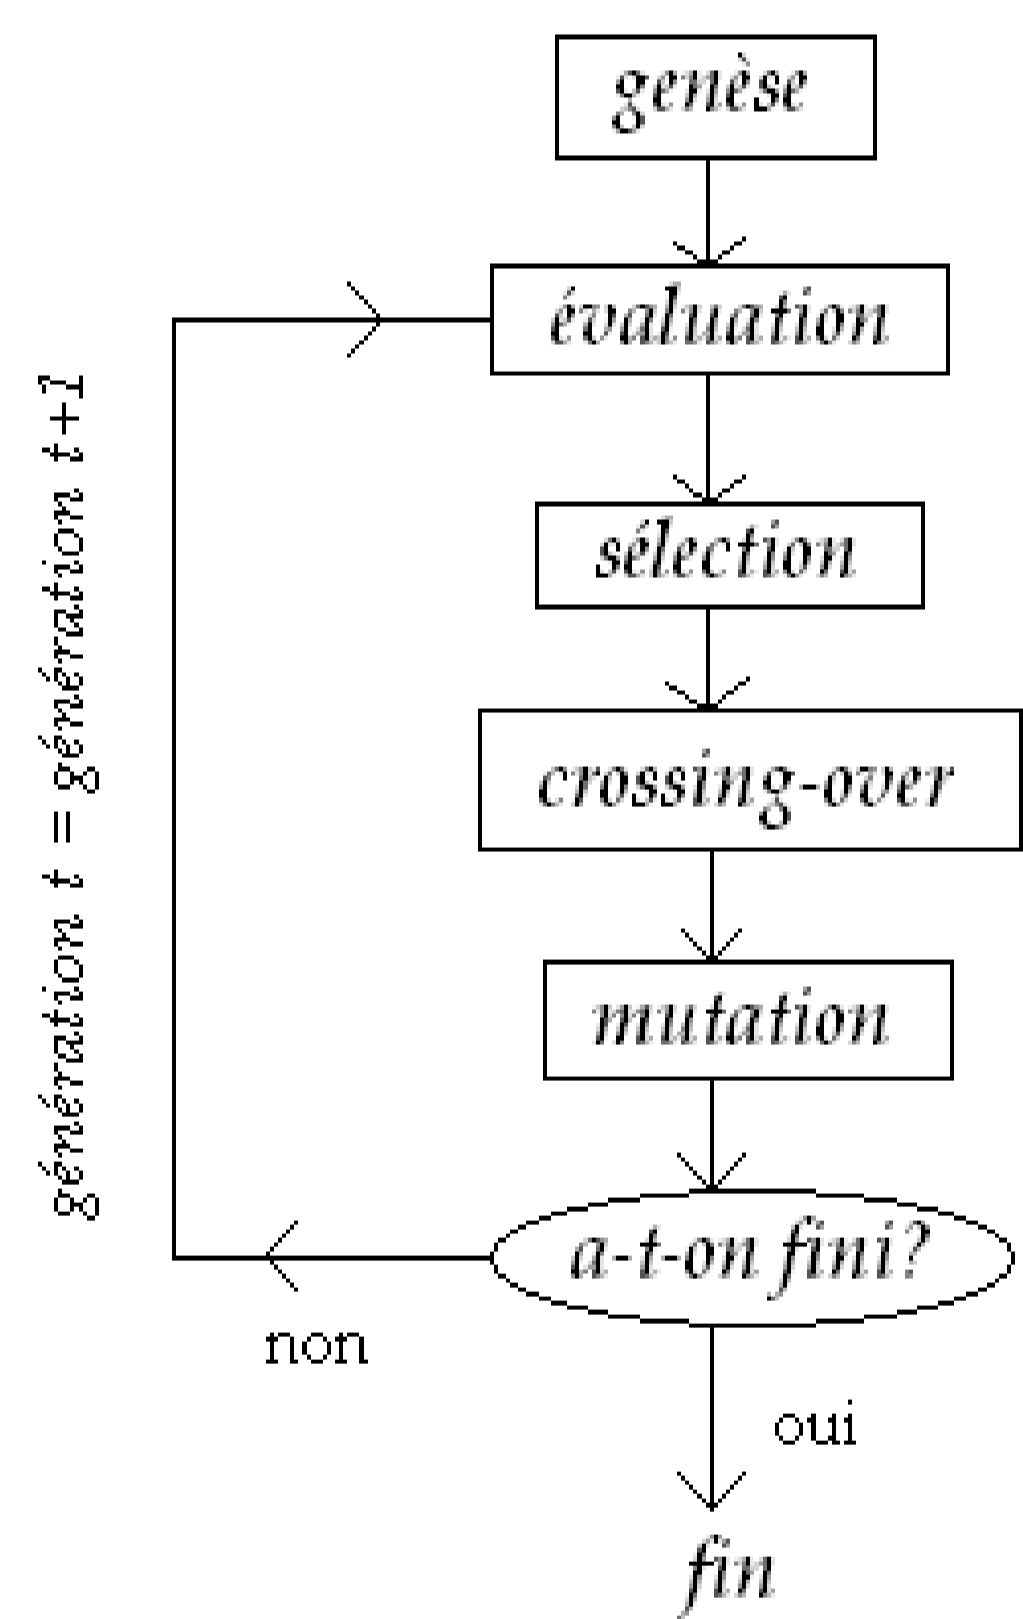 genèse
évaluation
sélection
crossing-over
mutation
a-t-on fini?
non
oui
fin
génération t = génération t+1